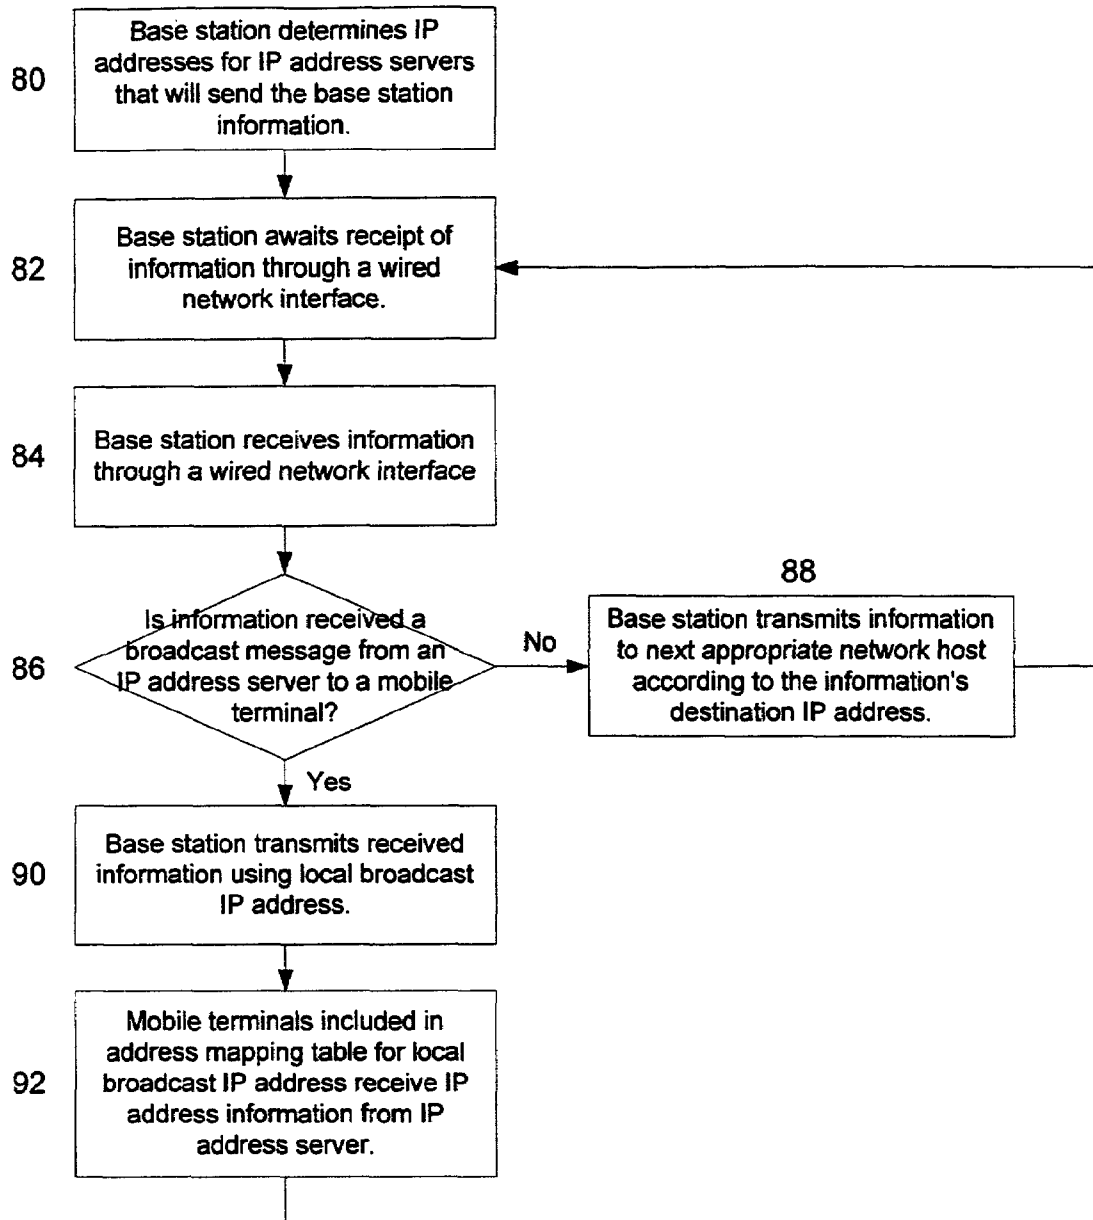 80
Base station determines IP
addresses for IP address servers
that will send the base station
information.
82
Base station awaits receipt of
information through a wired
network interface.
84
Base station receives information
through a wired network interface
86
Is information received a
broadcast message from an
IP address server to a mobile
terminal?
No
88
Base station transmits information
to next appropriate network host
according to the information's
destination IP address.
Yes
90
Base station transmits received
information using local broadcast
IP address.
92
Mobile terminals included in
address mapping table for local
broadcast IP address receive IP
address information from IP
address server.